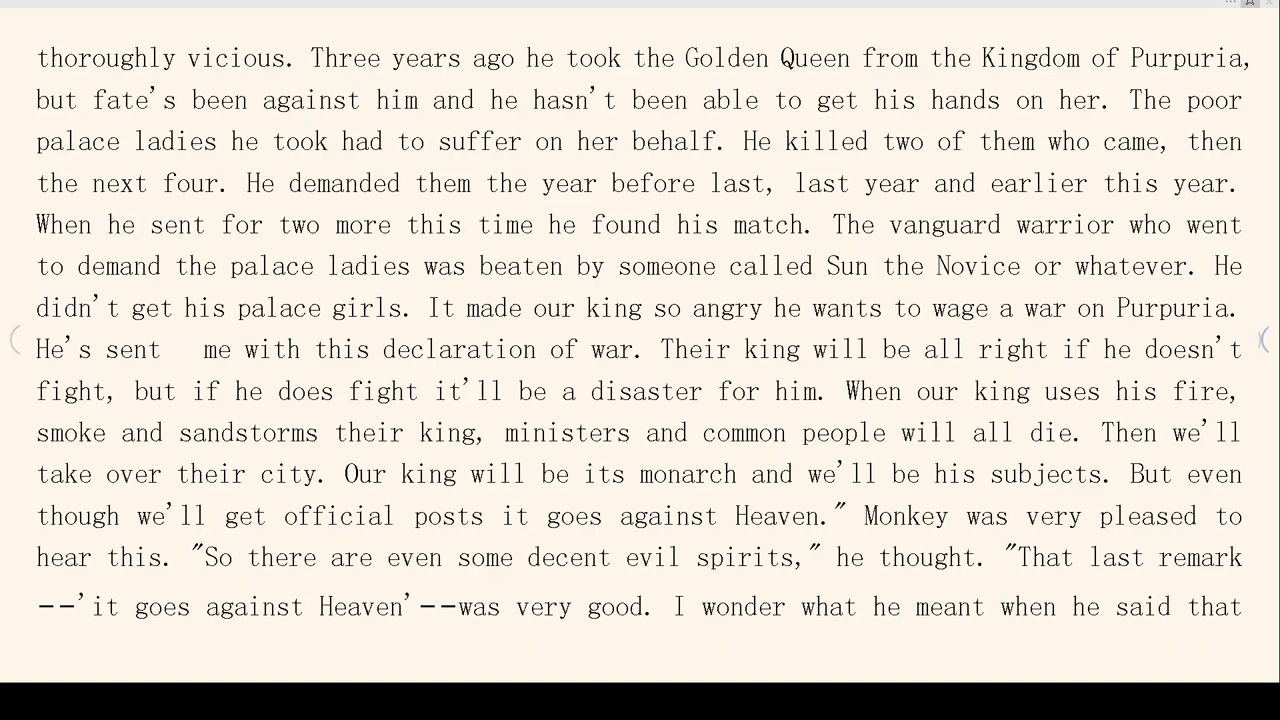 thoroughly vicious. Three years ago he took the Golden Queen from the Kingdom of Purpuria,
but fate's been against him and he hasn't been able to get his hands on her. The poor
palace ladies he took had to suffer on her behalf. He killed two of them who came, then
the next four. He demanded them the year before last, last year and earlier this year.
When he sent for two more this time he found his match. The vanguard warrior who went
to demand the palace ladies was beaten by someone called Sun the Novice or whatever. He
didn't get his palace girls. It made our king so angry he wants to wage a war on Purpuria.
He's sent me with this declaration of war. Their king will be all right if he doesn't
fight, but if he does fight it'll be a disaster for him. When our king uses his fire,
smoke and sandstorms their king, ministers and common people will all die. Then we'll
take over their city. Our king will be its monarch and we'll be his subjects. But even
though we'll get official posts it goes against Heaven." Monkey was very pleased to
hear this. "So there are even some decent evil spirits," he thought. "That last remark
--'it goes against Heaven'--was very good. I wonder what he meant when he said that